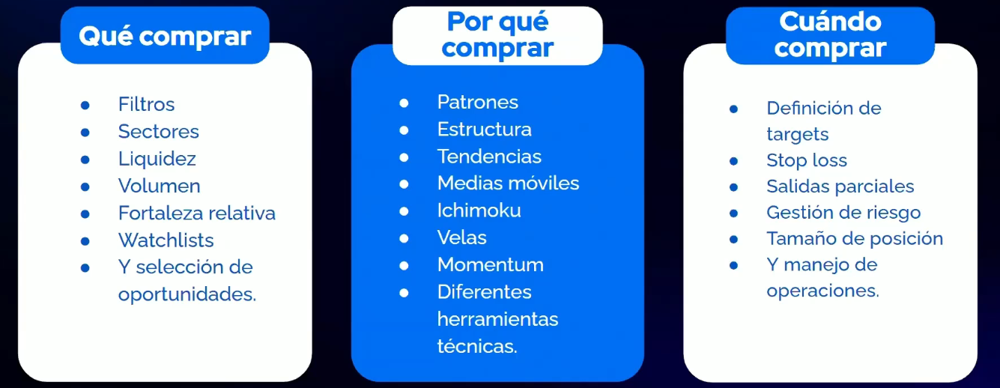 Qué comprar
• Filtros
• Sectores
• Liquidez
• Volumen
• Fortaleza relativa
• Watchlists
• Y selección de
oportunidades.
Por qué
comprar
• Patrones
• Estructura
• Tendencias
• Medias móviles
• Ichimoku
• Velas
• Momentum
• Diferentes
herramientas
técnicas.
Cuándo
comprar
• Definición de
targets
• Stop loss
• Salidas parciales
• Gestión de riesgo
• Tamaño de posición
• Y manejo de
operaciones.